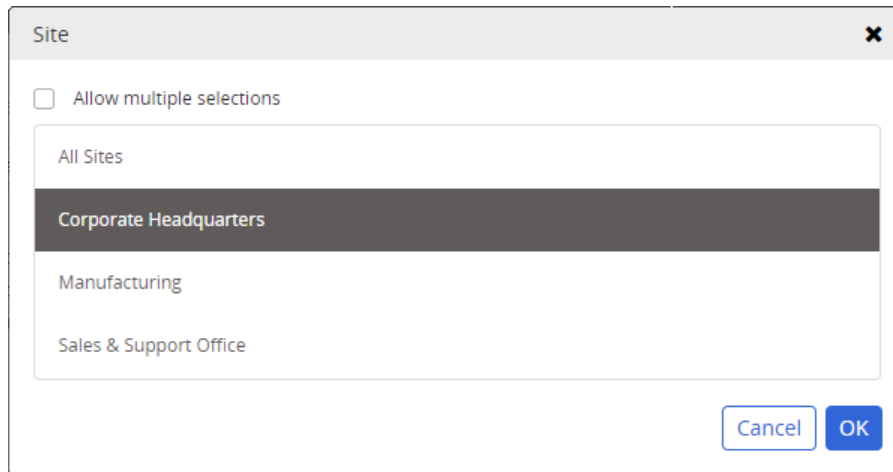 Site
Allow multiple selections
All Sites
Corporate Headquarters
Manufacturing
Sales & Support Office
Cancel OK